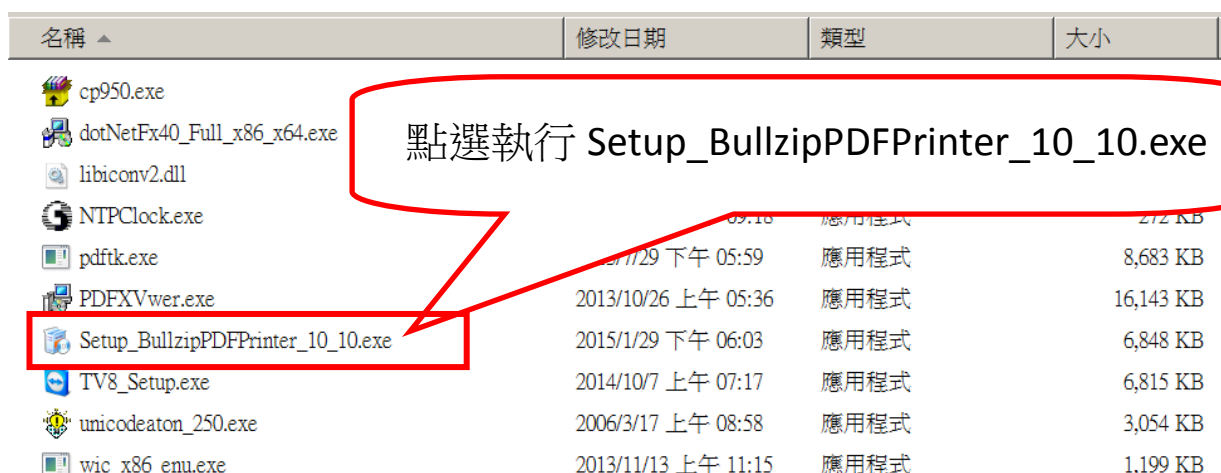 名稱 修改日期 類型 大小
cp950.exe
dotNetFx40_Full_x86_x64.exe
點選執行 Setup_BullzipPDFPrinter_10_10.exe
libiconv2.dll
NTPClock.exe 09:18 應用程式 272 KB
pdftk.exe 7/29 下午 05:59 應用程式 8,683 KB
PDFXVwer.exe 2013/10/26 上午 05:36 應用程式 16,143 KB
Setup_BullzipPDFPrinter_10_10.exe 2015/1/29 下午 06:03 應用程式 6,848 KB
TV8_Setup.exe 2014/10/7 上午 07:17 應用程式 6,815 KB
unicodeaton_250.exe 2006/3/17 上午 08:58 應用程式 3,054 KB
wic_x86_enu.exe 2013/11/13 上午 11:15 應用程式 1,199 KB